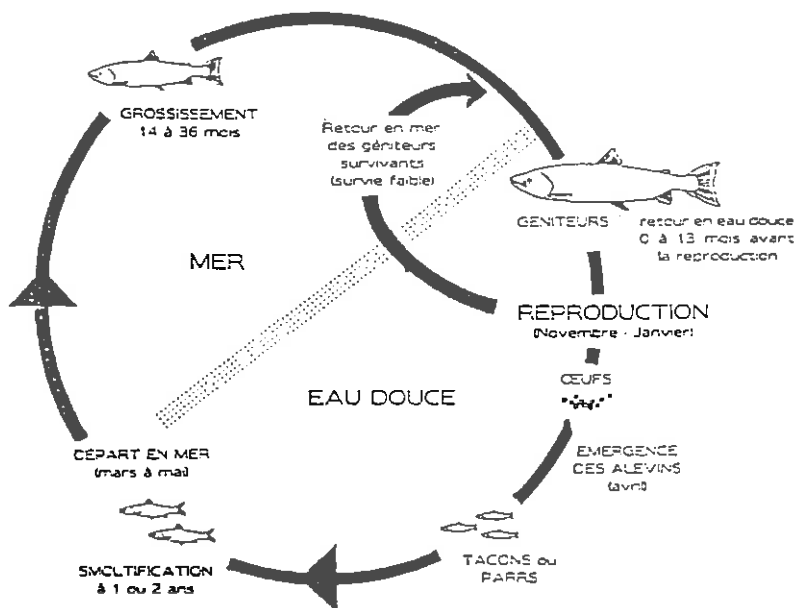 GROSSISSEMENT
14 à 36 mois
Retour en mer
des géniteurs
survivants
(survie faible)
GENITEURS
retour en eau douce
0 à 13 mois avant
la reproduction
MER
REPRODUCTION
(Novembre - Janvier)
EAU DOUCE
ŒUFS
DÉPART EN MER
(mars à mai)
EMERGENCE
DES ALEVINS
(avril)
TACONS ou
PARRS
SMOLTIFICATION
à 1 ou 2 ans